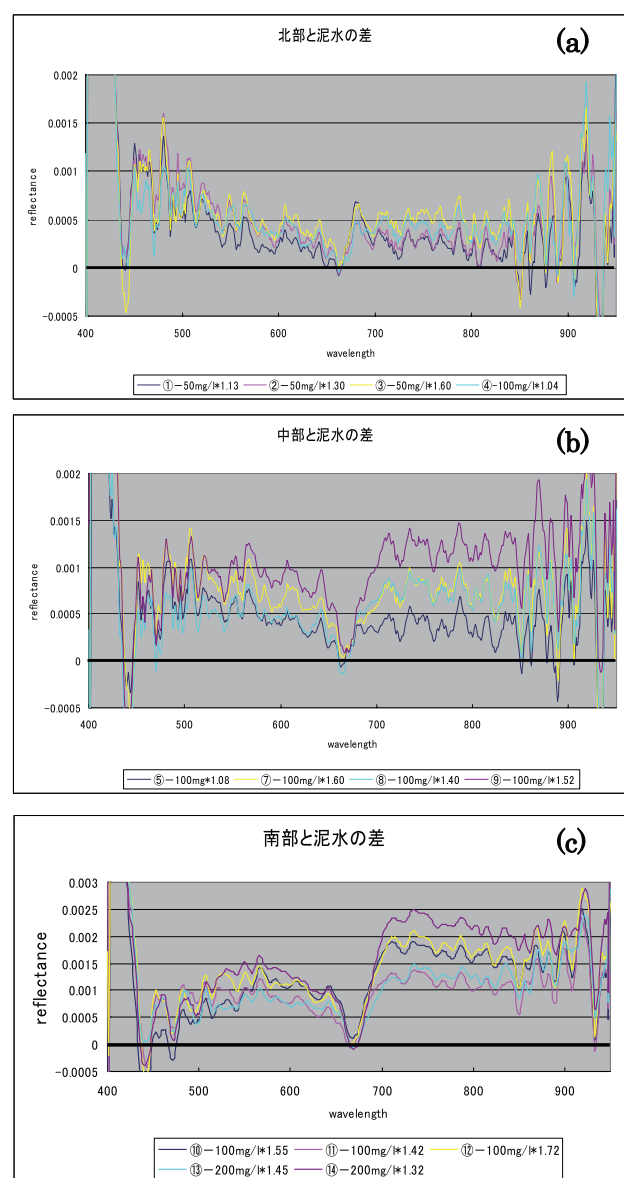 北部と泥水の差
(a)
0.002
0.0015
0.001
0.0005
0
-0.0005
reflectance
400 500 600 700 800 900
wavelength
①－50mg/l*1.13 ②－50mg/l*1.30 ③－50mg/l*1.60 ④-100mg/l*1.04
中部と泥水の差
(b)
0.002
0.0015
0.001
0.0005
0
-0.0005
reflectance
400 500 600 700 800 900
wavelength
⑤－100mg*1.08 ⑦－100mg/l*1.60 ⑧－100mg/l*1.40 ⑨－100mg/l*1.52
南部と泥水の差
(c)
0.003
0.0025
0.002
0.0015
0.001
0.0005
0
-0.0005
reflectance
400 500 600 700 800 900
wavelength
⑩－100mg/l*1.55 ⑪－100mg/l*1.42 ⑫－100mg/l*1.72
⑬－200mg/l*1.45 ⑭－200mg/l*1.32